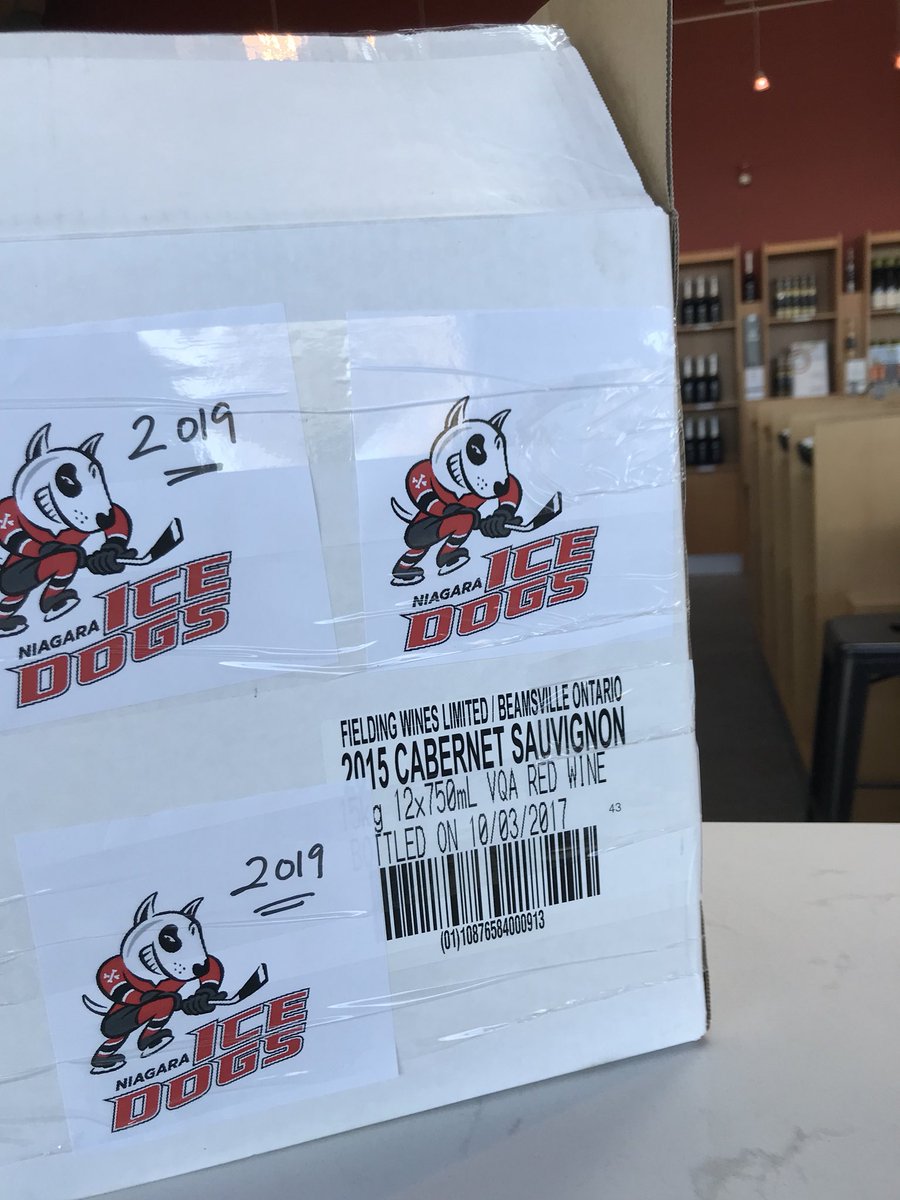 2019
NIAGARA ICE
DOGS
NIAGARA ICE
DOGS
FIELDING WINES LIMITED / BEAMSVILLE ONTARIO
2015 CABERNET SAUVIGNON
g 12x750mL VQA RED WINE
TTLED ON 10/03/2017
43
(01)10876584000913
2019
NIAGARA ICE
DOGS